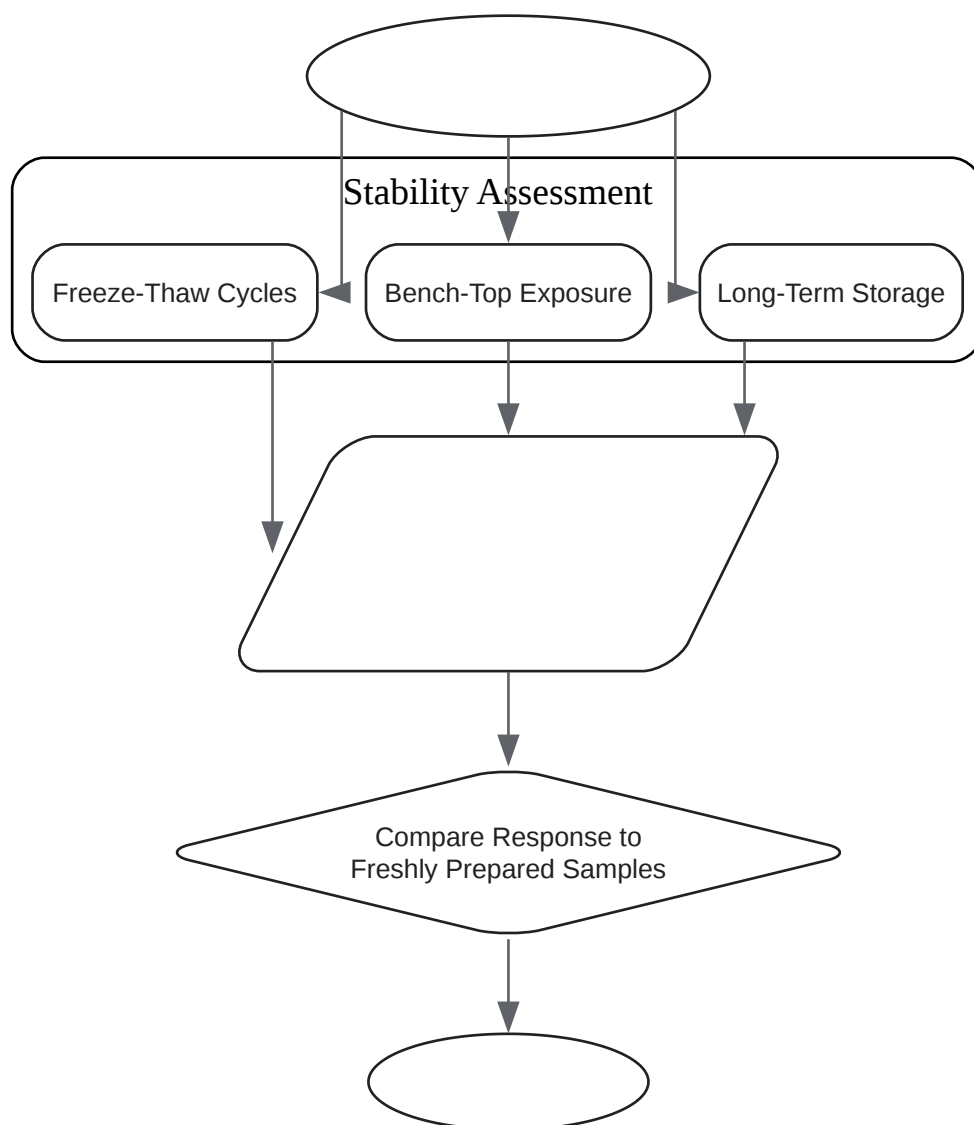 Stability Assessment
Freeze-Thaw Cycles
Bench-Top Exposure
Long-Term Storage
Compare Response to
Freshly Prepared Samples